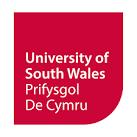 University of
South Wales
Prifysgol
De Cymru